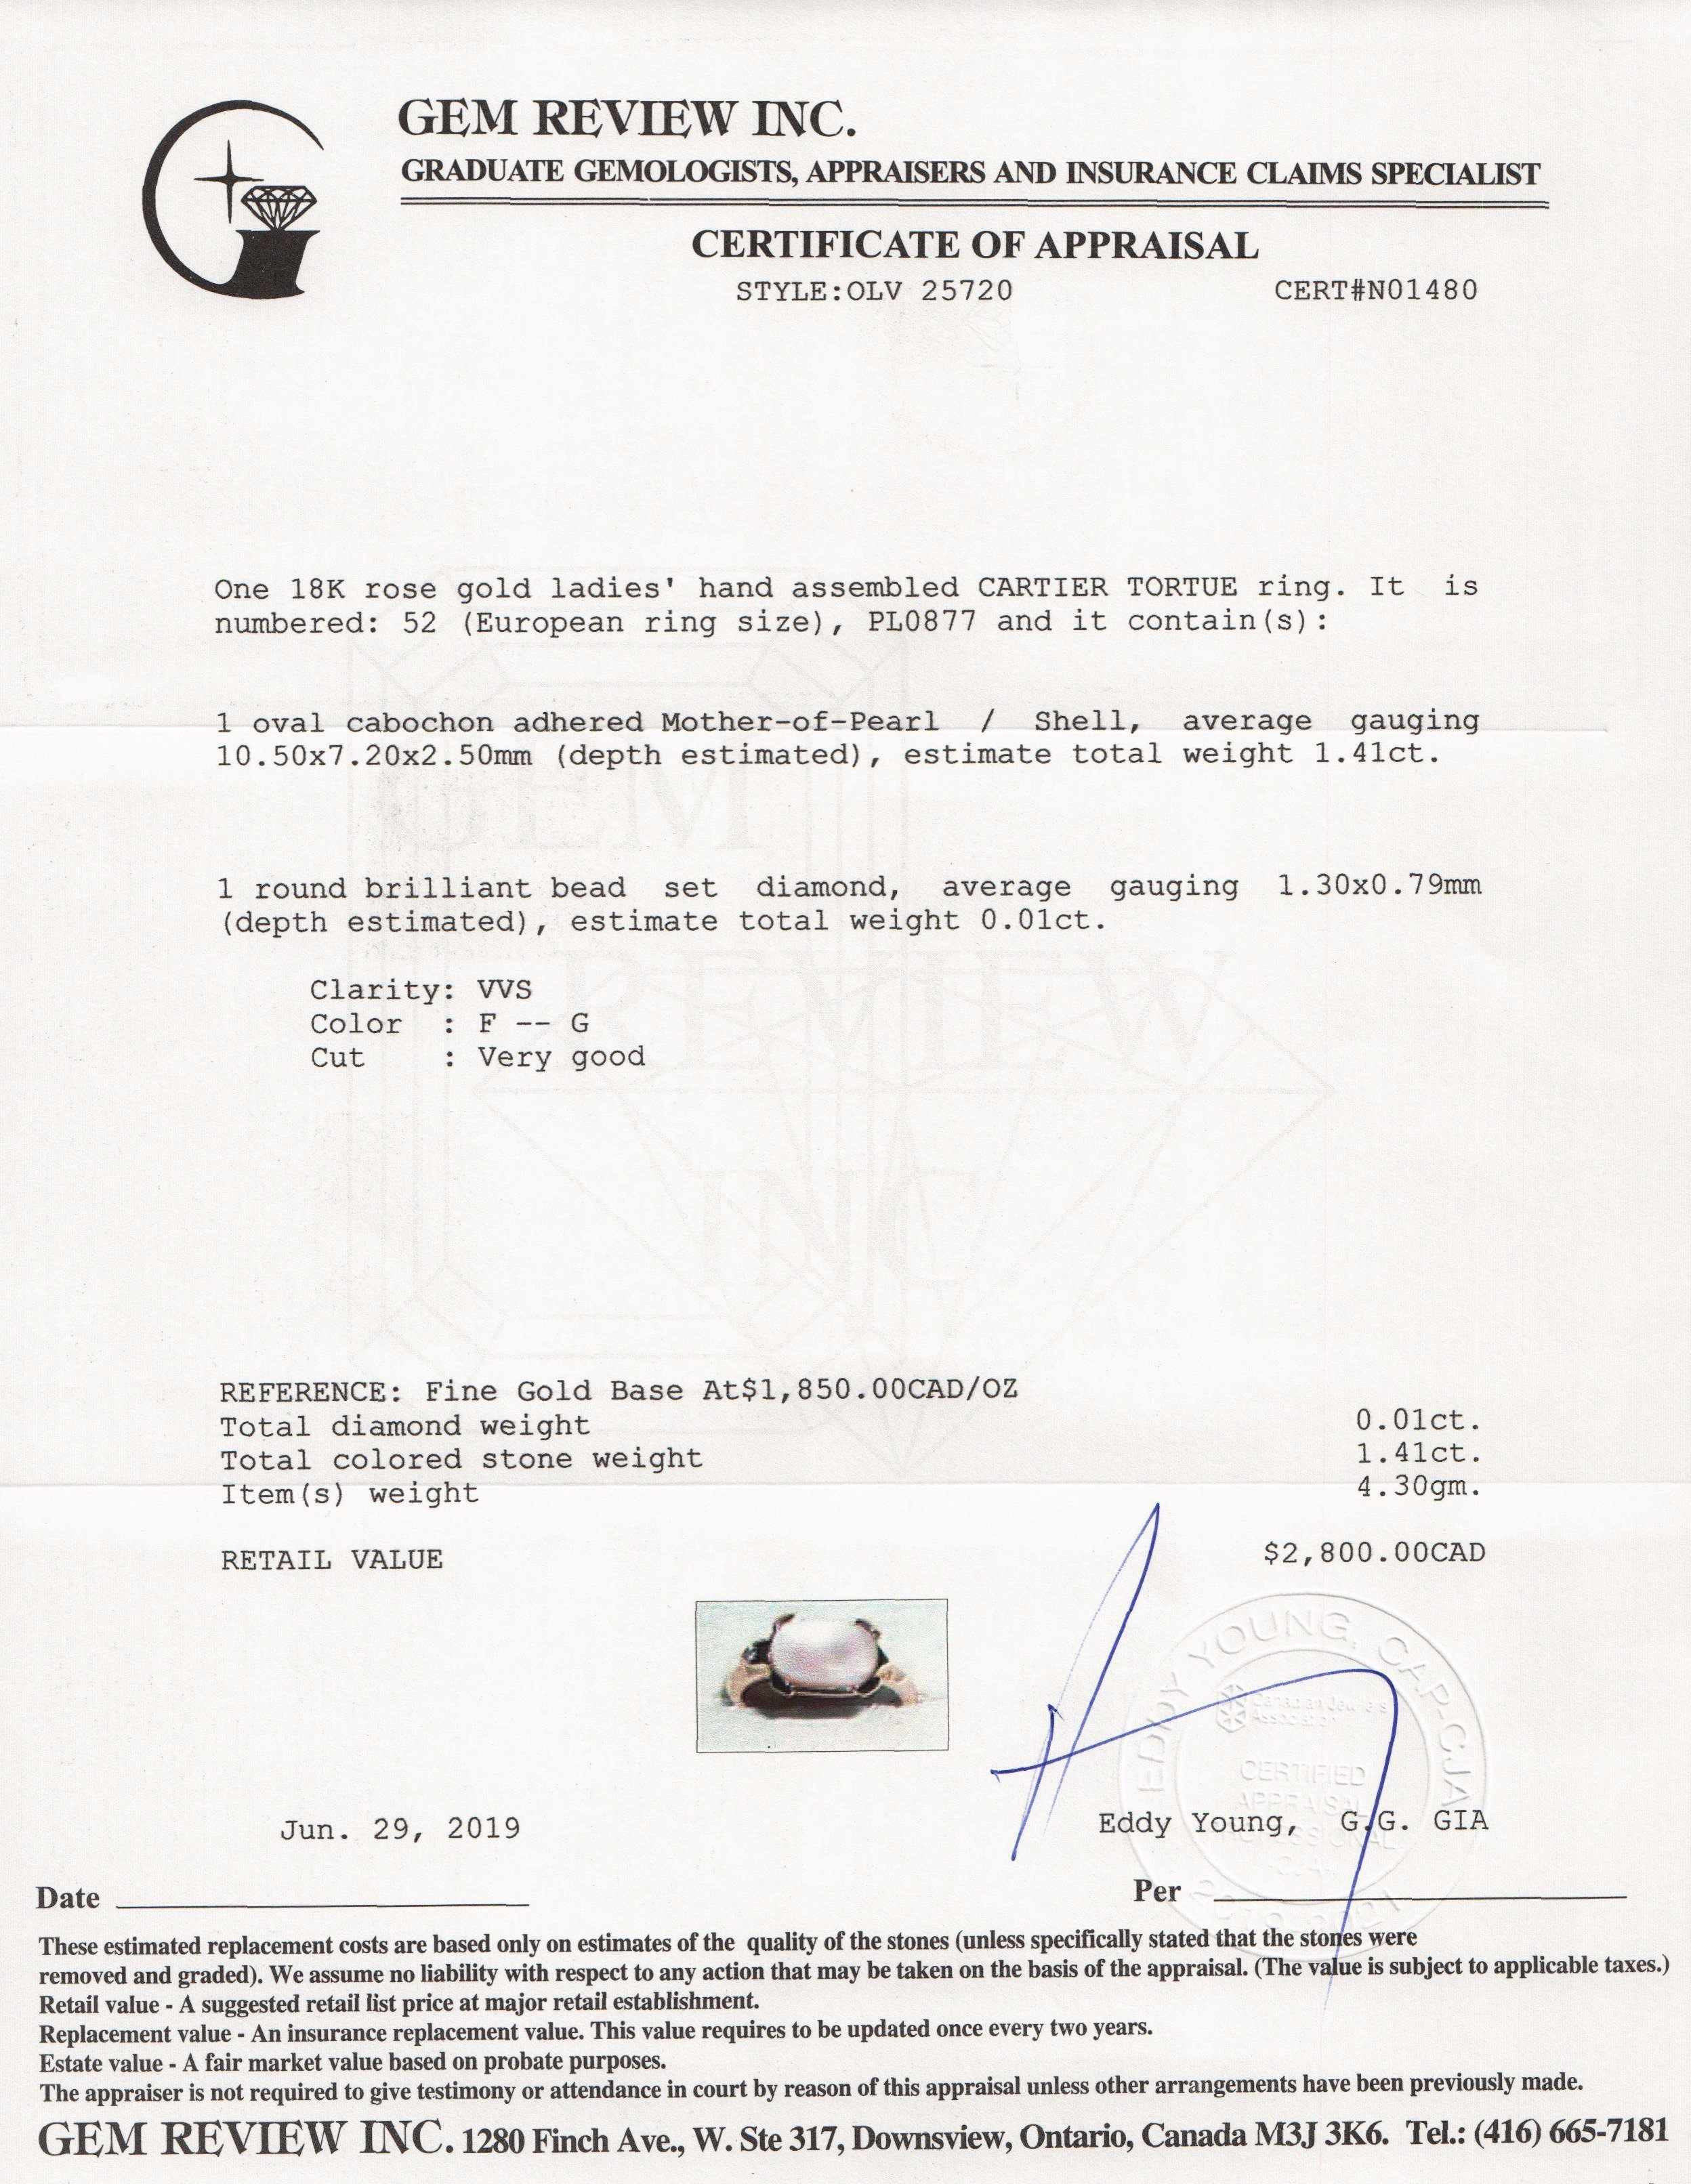 GEM REVIEW INC.
GRADUATE GEMOLOGISTS, APPRAISERS AND INSURANCE CLAIMS SPECIALIST
CERTIFICATE OF APPRAISAL
STYLE:OLV 25720 CERT#N01480
One 18K rose gold ladies' hand assembled CARTIER TORTUE ring. It is
numbered: 52 (European ring size), PL0877 and it contain(s):
1 oval cabochon adhered Mother-of-Pearl / Shell, average gauging
10.50x7.20x2.50mm (depth estimated), estimate total weight 1.41ct.
1 round brilliant bead set diamond, average gauging 1.30x0.79mm
(depth estimated), estimate total weight 0.01ct.
Clarity: VVS
Color : F -- G
Cut : Very good
GEM
REVIEW
INC
REFERENCE: Fine Gold Base At$1,850.00CAD/OZ
Total diamond weight 0.01ct.
Total colored stone weight 1.41ct.
Item(s) weight 4.30gm.
RETAIL VALUE $2,800.00CAD
EDDY YOUNG, CAP-CJA
Canadian Jewellers
Association
CERTIFIED
APPRAISAL
PROFESSIONAL
Jun. 29, 2019 Eddy Young, G.G. GIA
Date Per
These estimated replacement costs are based only on estimates of the quality of the stones (unless specifically stated that the stones were
removed and graded). We assume no liability with respect to any action that may be taken on the basis of the appraisal. (The value is subject to applicable taxes.)
Retail value - A suggested retail list price at major retail establishment.
Replacement value - An insurance replacement value. This value requires to be updated once every two years.
Estate value - A fair market value based on probate purposes.
The appraiser is not required to give testimony or attendance in court by reason of this appraisal unless other arrangements have been previously made.
GEM REVIEW INC. 1280 Finch Ave., W. Ste 317, Downsview, Ontario, Canada M3J 3K6. Tel.: (416) 665-7181